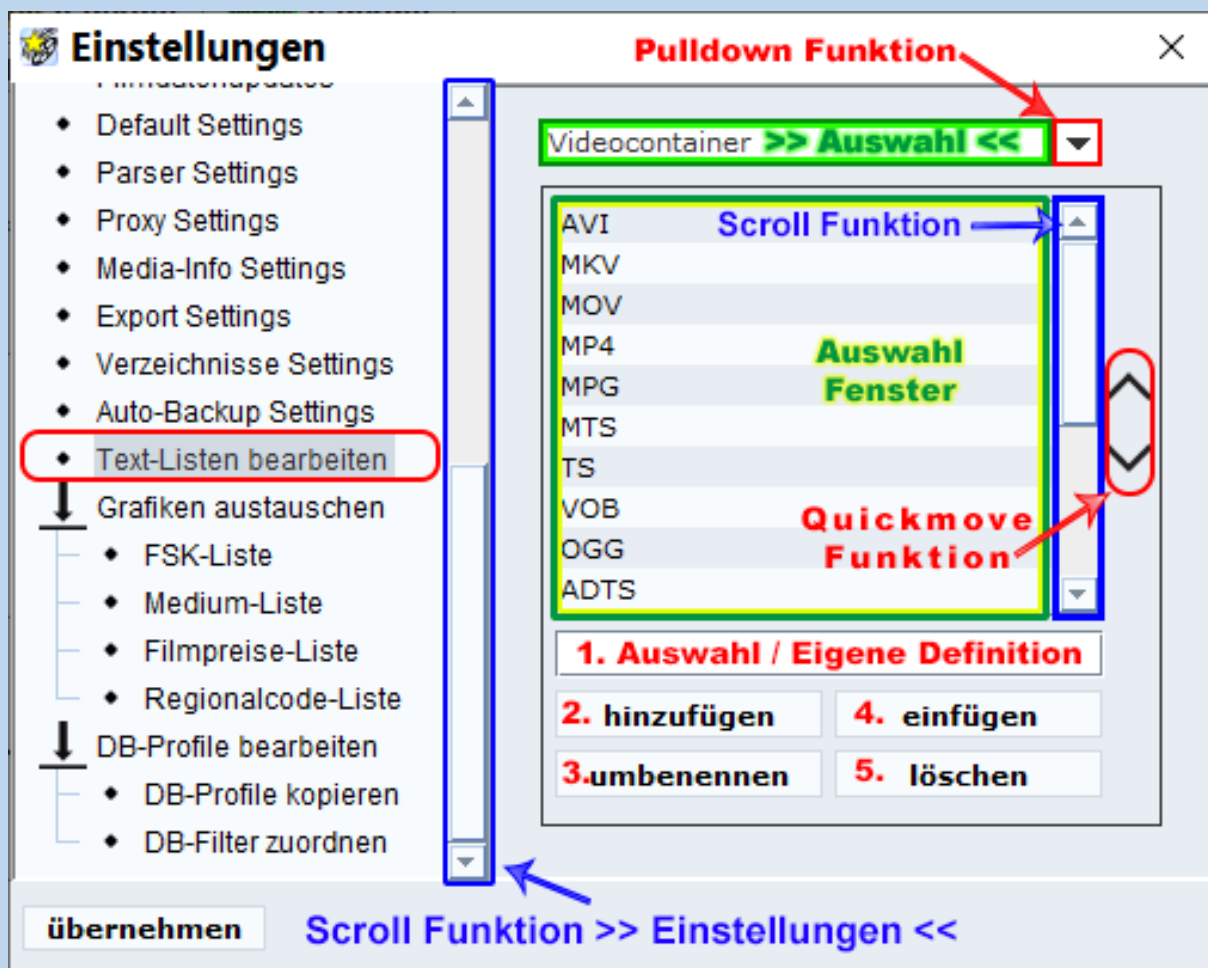 Einstellungen
Pulldown Funktion
Default Settings
Parser Settings
Proxy Settings
Media-Info Settings
Export Settings
Verzeichnisse Settings
Auto-Backup Settings
Text-Listen bearbeiten
Grafiken austauschen
FSK-Liste
Medium-Liste
Filmpreise-Liste
Regionalcode-Liste
DB-Profile bearbeiten
DB-Profile kopieren
DB-Filter zuordnen
Videocontainer >> Auswahl <<
AVI
Scroll Funktion
MKV
MOV
MP4
MPG
MTS
TS
VOB
OGG
ADTS
Auswahl
Fenster
Quickmove
Funktion
1. Auswahl / Eigene Definition
2. hinzufügen
4. einfügen
3. umbenennen
5. löschen
übernehmen
Scroll Funktion >> Einstellungen <<